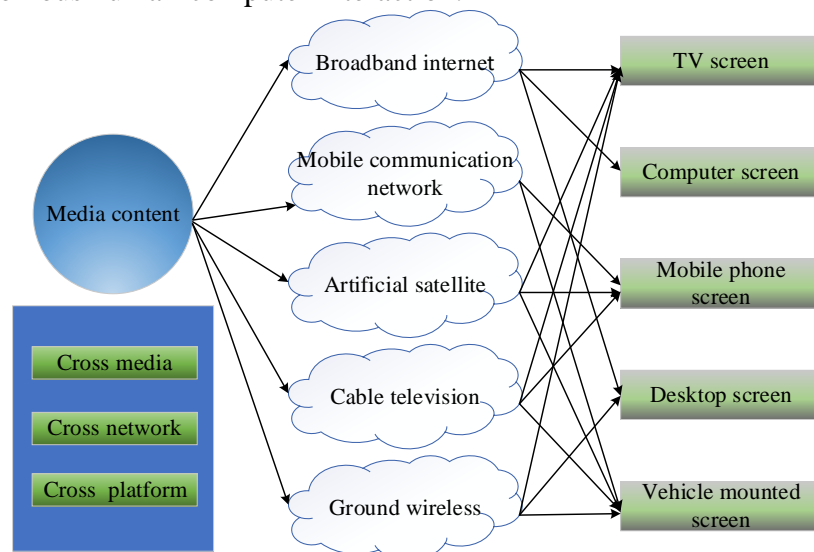 Broadband internet
TV screen
Mobile communication
network
Computer screen
Media content
Artificial satellite
Mobile phone
screen
Cross media
Cable television
Desktop screen
Cross network
Cross platform
Ground wireless
Vehicle mounted
screen